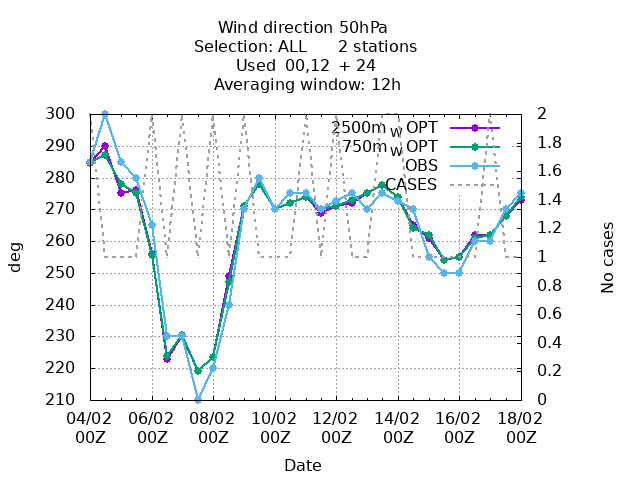 Wind direction 50hPa
Selection: ALL 2 stations
Used 00,12 + 24
Averaging window: 12h
2500m w OPT
750m w OPT
OBS
CASES
deg
300
290
280
270
260
250
240
230
220
210
No cases
2
1.8
1.6
1.4
1.2
1
0.8
0.6
0.4
0.2
0
04/02 06/02 08/02 10/02 12/02 14/02 16/02 18/02
00Z 00Z 00Z 00Z 00Z 00Z 00Z 00Z
Date